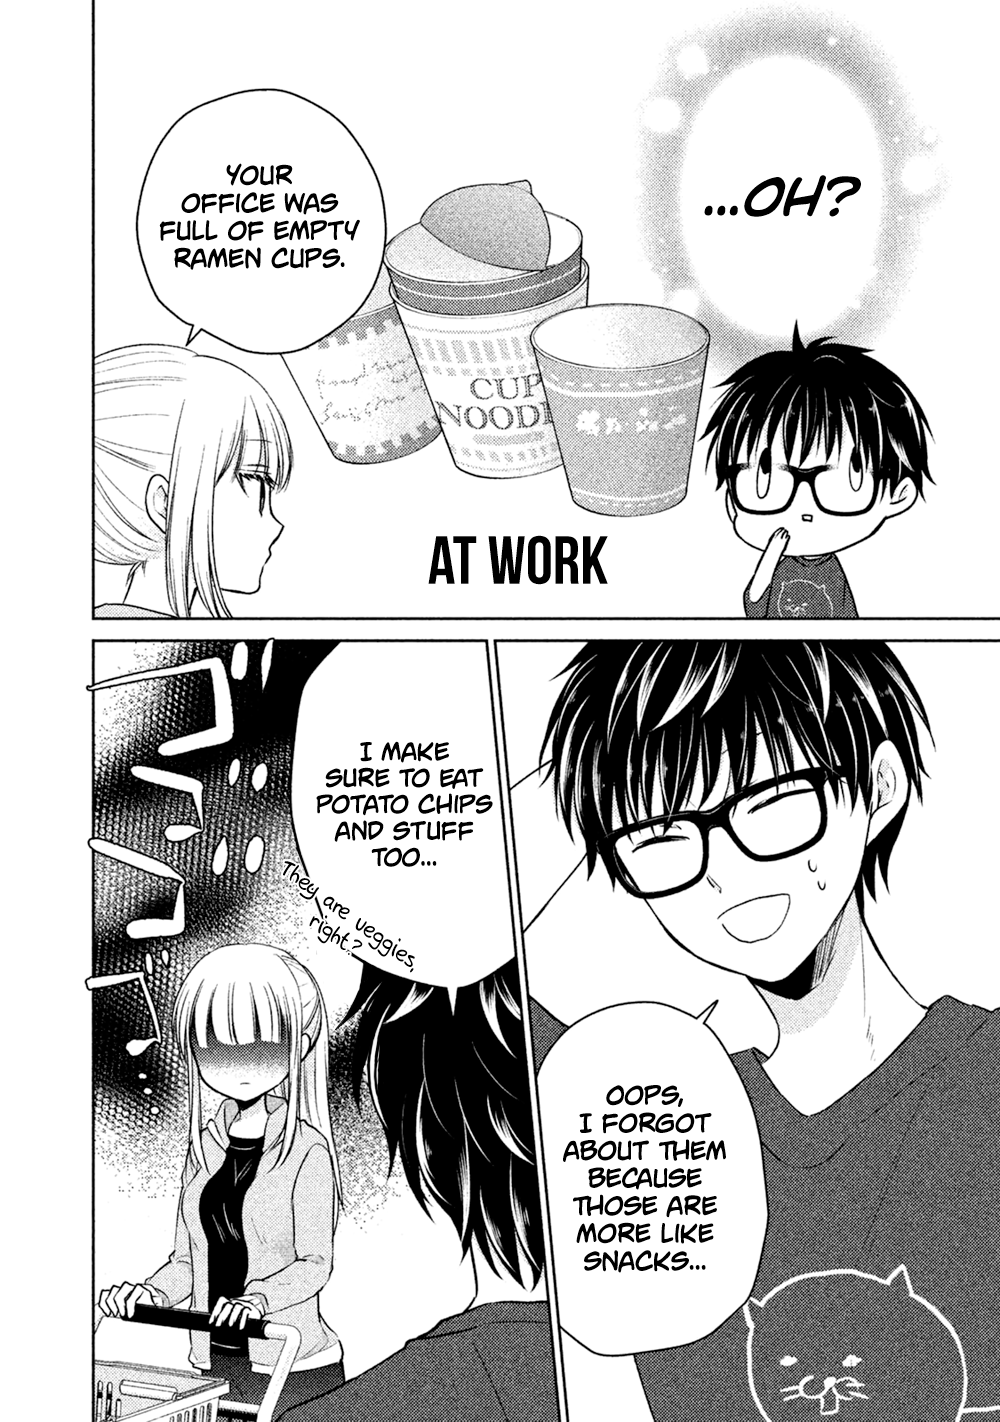 ...OH?
YOUR
OFFICE WAS
FULL OF EMPTY
RAMEN CUPS.
CUP
NOODL
AT WORK
OOPS,
I FORGOT
ABOUT THEM
BECAUSE
THOSE ARE
MORE LIKE
SNACKS...
I MAKE
SURE TO EAT
POTATO CHIPS
AND STUFF
TOO...
They are veggies,
right?